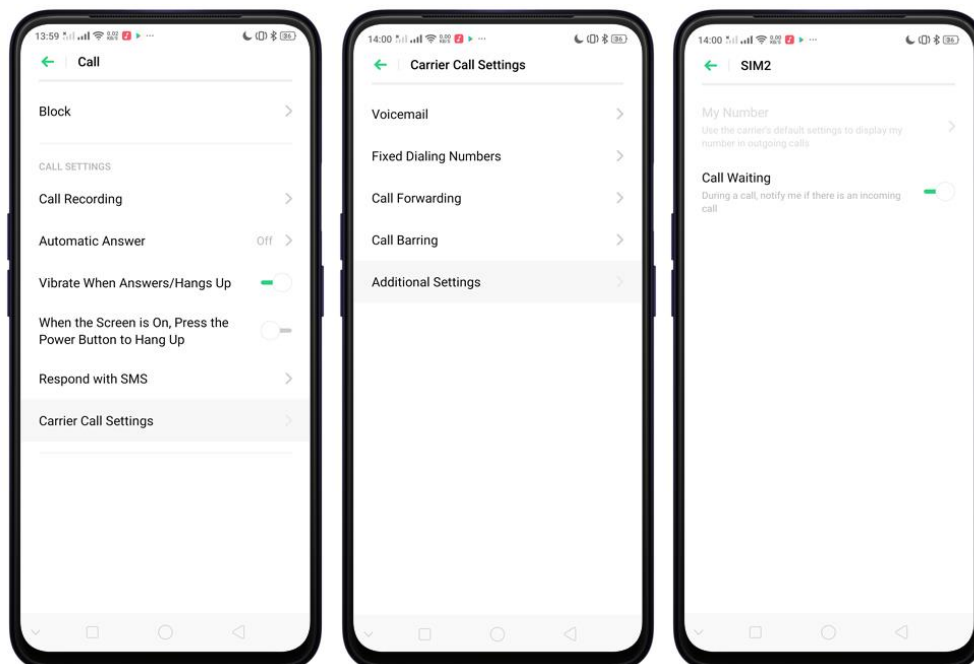 13:59
Call
Block
CALL SETTINGS
Call Recording
Automatic Answer Off
Vibrate When Answers/Hangs Up
When the Screen is On, Press the
Power Button to Hang Up
Respond with SMS
Carrier Call Settings
14:00
Carrier Call Settings
Voicemail
Fixed Dialing Numbers
Call Forwarding
Call Barring
Additional Settings
14:00
SIM2
My Number
Use the carrier's default settings to display my
number in outgoing calls
Call Waiting
During a call, notify me if there is an incoming
call